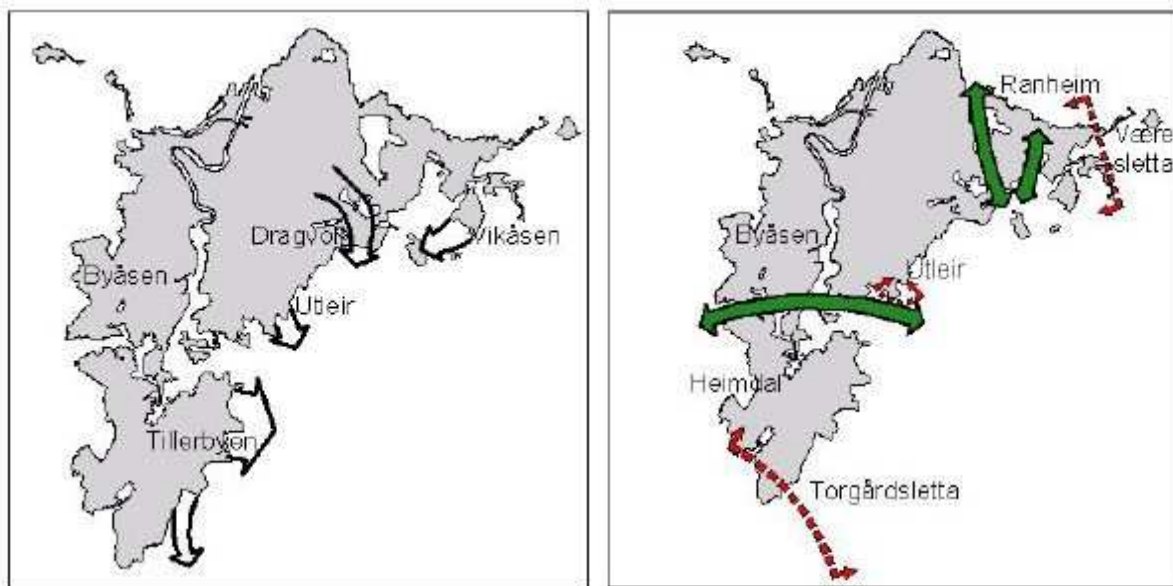 Dragvoll
Vikåsen
Byåsen
Utleir
Tillerbyen
Ranheim
Være
sletta
Byåsen
Utleir
Heimdal
Torgårdsletta